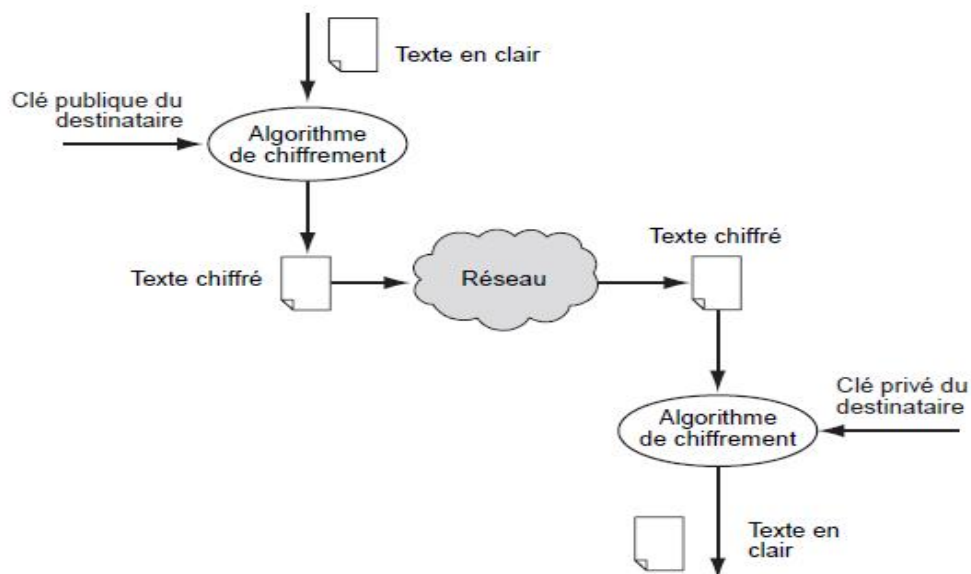 Texte en clair
Clé publique du
destinataire
Algorithme
de chiffrement
Texte chiffré
Réseau
Texte chiffré
Clé privé du
destinataire
Algorithme
de chiffrement
Texte en
clair